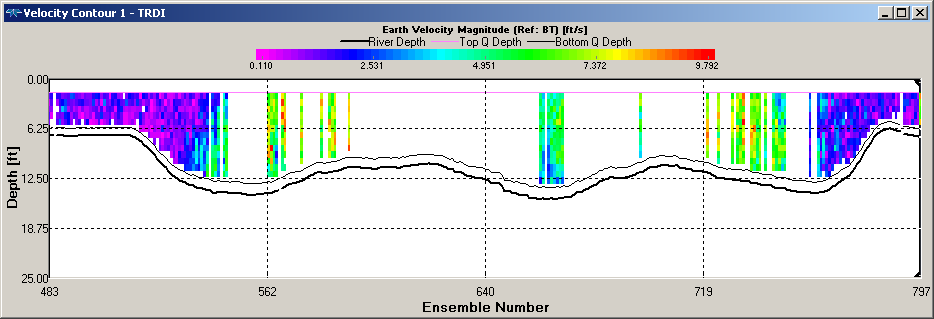 Velocity Contour 1 - TRDI
Earth Velocity Magnitude (Ref: BT) [ft/s]
River Depth Top Q Depth Bottom Q Depth
0.110 2.531 4.951 7.372 9.792
Depth [ft]
0.00
6.25
12.50
18.75
25.00
483 562 640 719 797
Ensemble Number